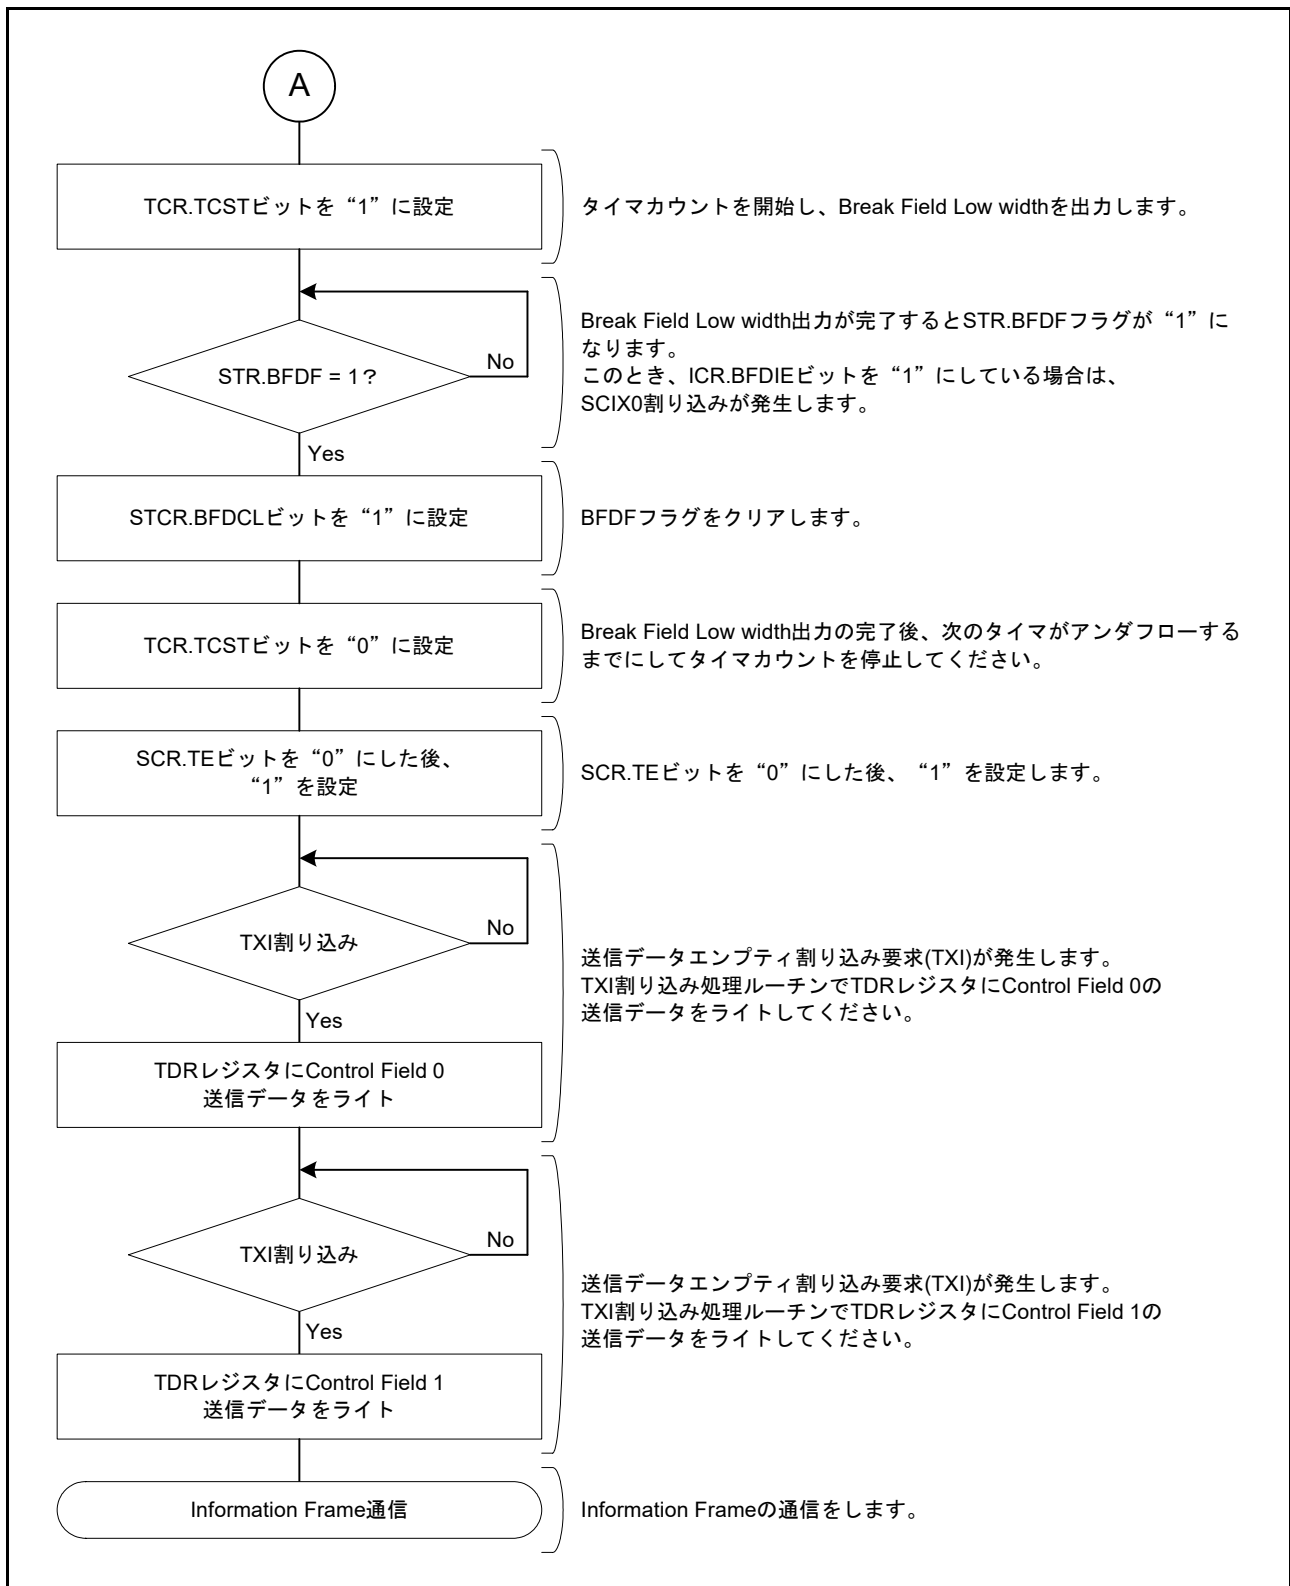 A
TCR.TCSTビットを“1”に設定
タイマカウントを開始し、Break Field Low widthを出力します。
STR.BFDF = 1？
No
Yes
Break Field Low width出力が完了するとSTR.BFDFフラグが“1”に
なります。
このとき、ICR.BFDIEビットを“1”にしている場合は、
SCIX0割り込みが発生します。
STCR.BFDCLビットを“1”に設定
BFDFフラグをクリアします。
TCR.TCSTビットを“0”に設定
Break Field Low width出力の完了後、次のタイマがアンダフローする
までにしてタイマカウントを停止してください。
SCR.TEビットを“0”にした後、
“1”を設定
SCR.TEビットを“0”にした後、“1”を設定します。
TXI割り込み
No
Yes
TDRレジスタにControl Field 0
送信データをライト
送信データエンプティ割り込み要求(TXI)が発生します。
TXI割り込み処理ルーチンでTDRレジスタにControl Field 0の
送信データをライトしてください。
TXI割り込み
No
Yes
TDRレジスタにControl Field 1
送信データをライト
送信データエンプティ割り込み要求(TXI)が発生します。
TXI割り込み処理ルーチンでTDRレジスタにControl Field 1の
送信データをライトしてください。
Information Frame通信
Information Frameの通信をします。